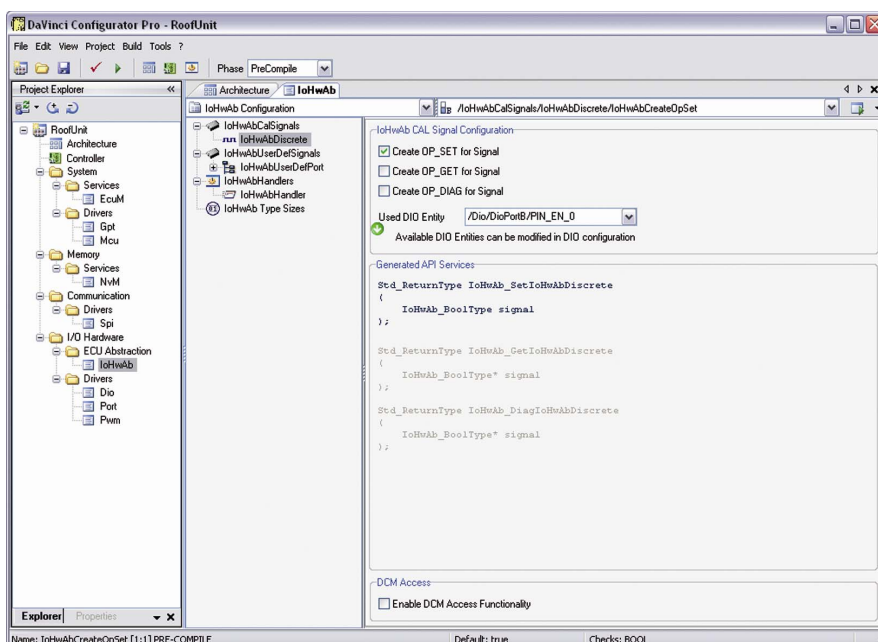 DaVinci Configurator Pro - RoofUnit
File Edit View Project Build Tools ?
Phase PreCompile
Project Explorer
RoofUnit
Architecture
Controller
System
Services
EcuM
Drivers
Gpt
Mcu
Memory
Services
NvM
Communication
Drivers
Spi
I/O Hardware
ECU Abstraction
IoHwAb
Drivers
Dio
Port
Pwm
Explorer Properties
Architecture IoHwAb
IoHwAb Configuration
/IoHwAbCalSignals/IoHwAbDiscrete/IoHwAbCreateOpSet
IoHwAbCalSignals
IoHwAbDiscrete
IoHwAbUserDefSignals
IoHwAbUserDefPort
IoHwAbHandlers
IoHwAbHandler
IoHwAb Type Sizes
IoHwAb CAL Signal Configuration
Create OP_SET for Signal
Create OP_GET for Signal
Create OP_DIAG for Signal
Used DIO Entity /Dio/DioPortB/PIN_EN_0
Available DIO Entities can be modified in DIO configuration
Generated API Services
Std_ReturnType IoHwAb_SetIoHwAbDiscrete
(
IoHwAb_BoolType signal
);
Std_ReturnType IoHwAb_GetIoHwAbDiscrete
(
IoHwAb_BoolType* signal
);
Std_ReturnType IoHwAb_DiagIoHwAbDiscrete
(
IoHwAb_BoolType* signal
);
DCM Access
Enable DCM Access Functionality
Name: IoHwAbCreateOpSet [1:1] PRE-COMPILE Default: true Checks: BOOL